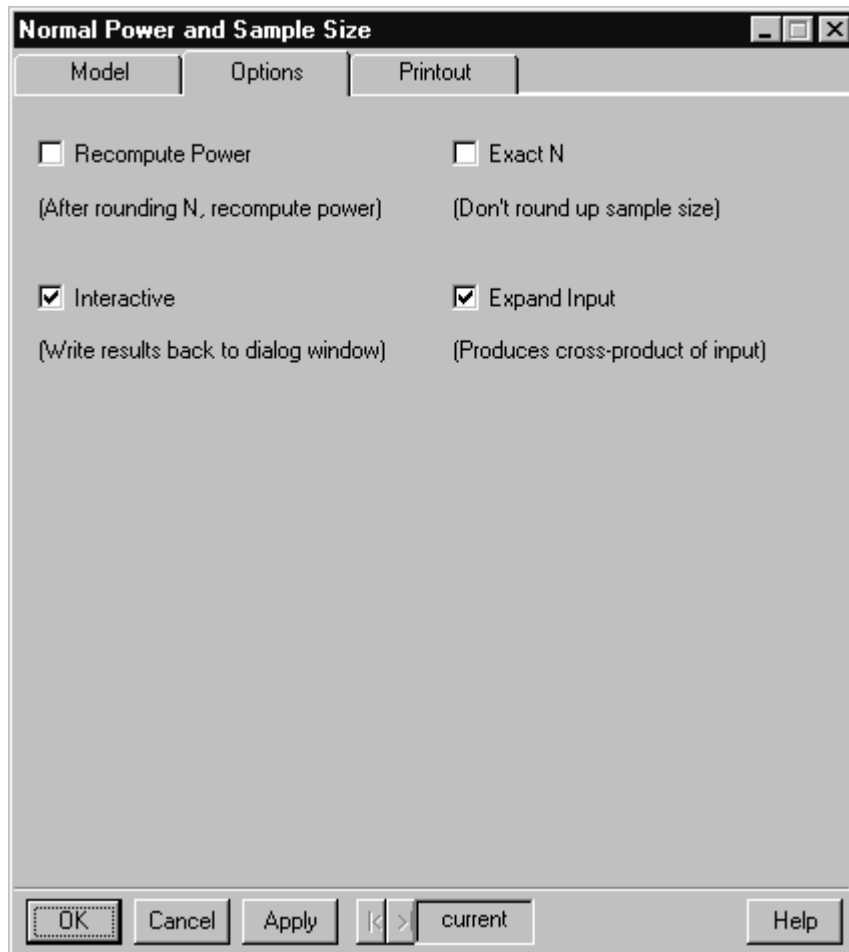 Normal Power and Sample Size
Model Options Printout
Recompute Power Exact N
(After rounding N, recompute power) (Don't round up sample size)
Interactive Expand Input
(Write results back to dialog window) (Produces cross-product of input)
OK Cancel Apply current Help